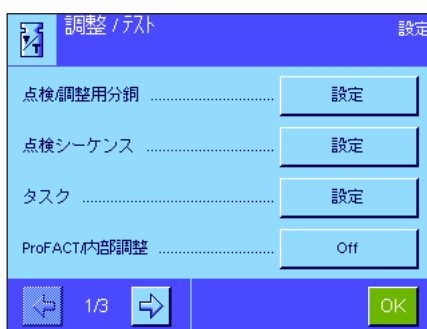 調整 / テスト 設定
点検/調整用分銅 ............................ 設定
点検シーケンス ............................ 設定
タスク .......................................... 設定
ProFACT/内部調整 ......................... Off
1/3 OK